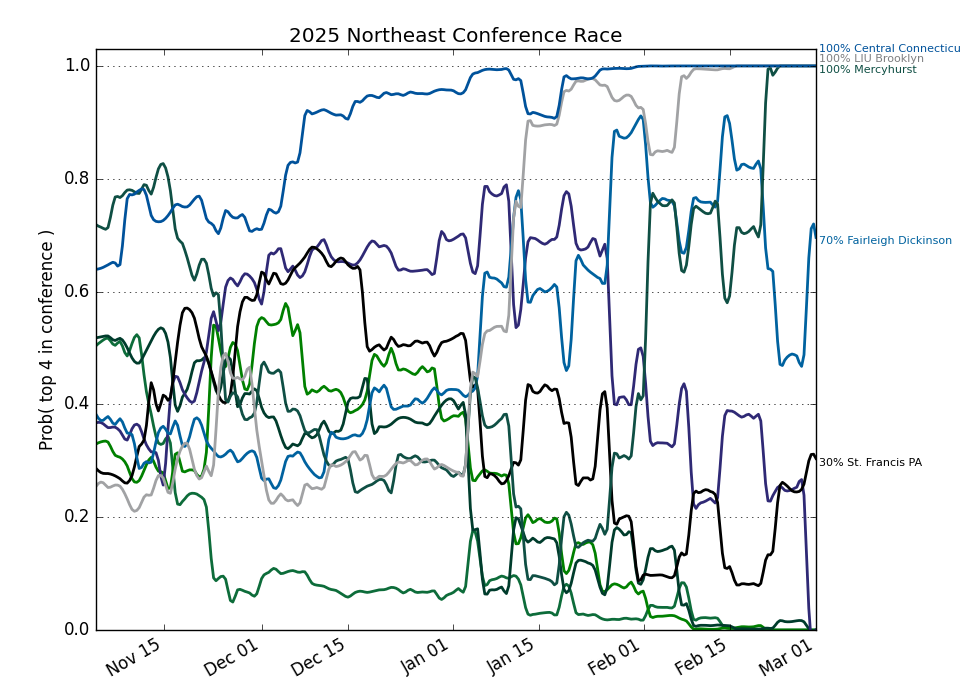 2025 Northeast Conference Race
Prob( top 4 in conference )
1.0
0.8
0.6
0.4
0.2
0.0
Nov 15
Dec 01
Dec 15
Jan 01
Jan 15
Feb 01
Feb 15
Mar 01
100% Central Connecticu
100% LIU Brooklyn
100% Mercyhurst
70% Fairleigh Dickinson
30% St. Francis PA